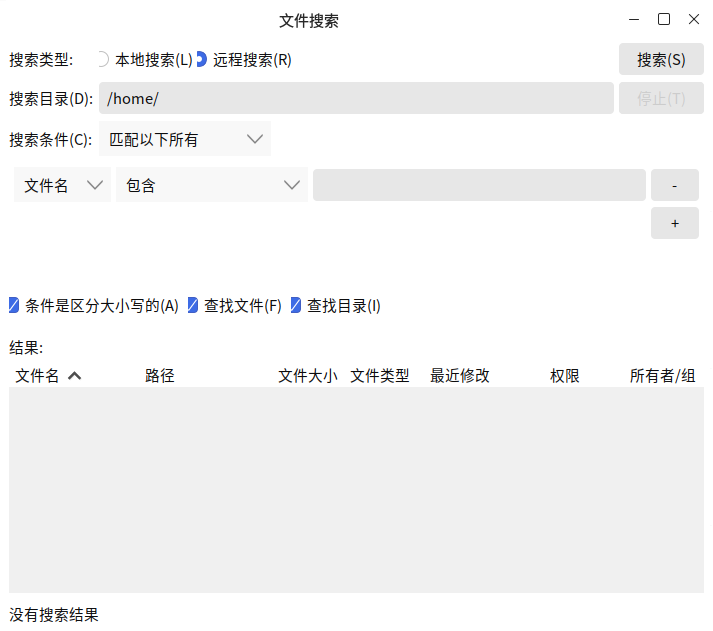 文件搜索
搜索类型: 本地搜索(L) 远程搜索(R) 搜索(S)
搜索目录(D): /home/ 停止(T)
搜索条件(C): 匹配以下所有
文件名 包含 -
+
条件是区分大小写的(A) 查找文件(F) 查找目录(I)
结果:
文件名 路径 文件大小 文件类型 最近修改 权限 所有者/组
没有搜索结果